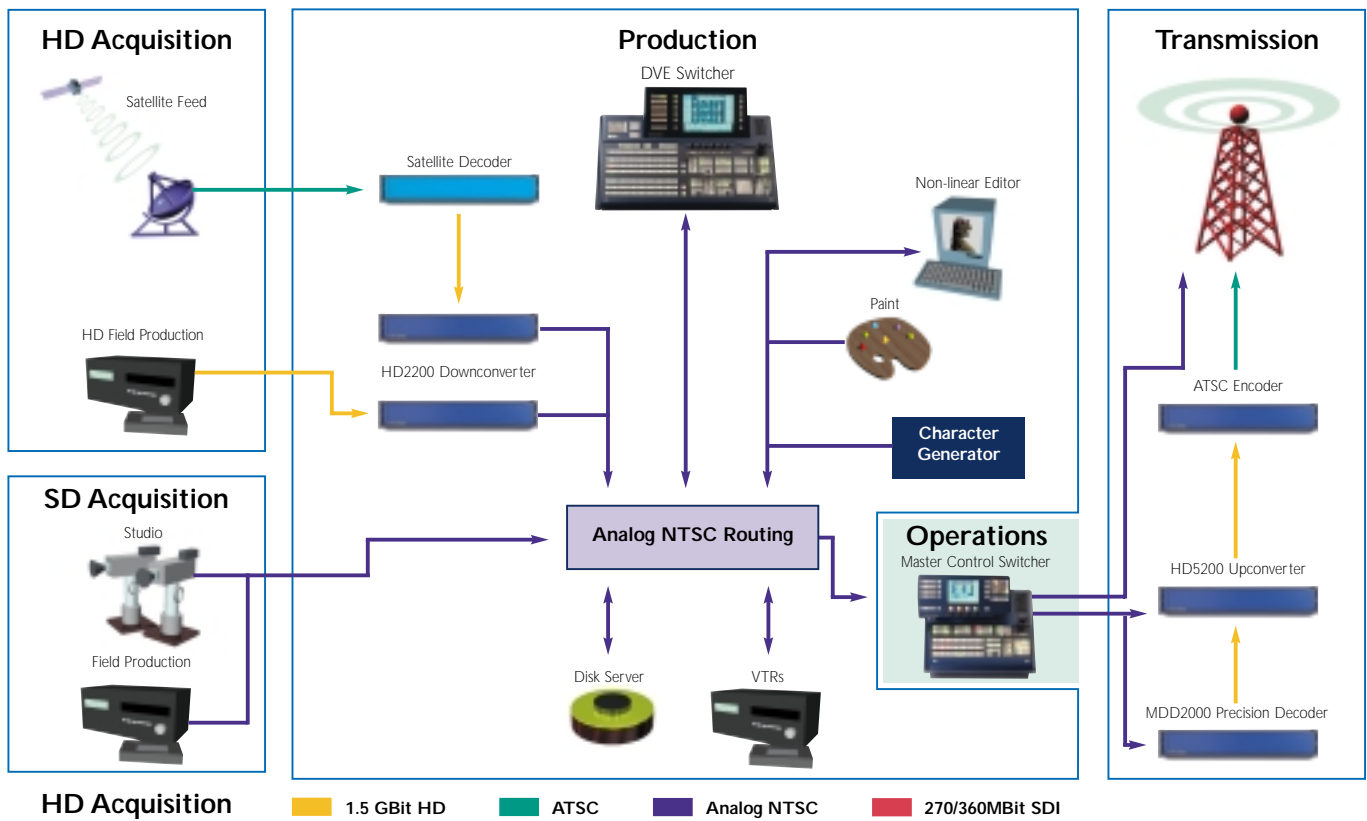 HD Acquisition
Satellite Feed
HD Field Production
SD Acquisition
Studio
Field Production
Production
DVE Switcher
Satellite Decoder
Non-linear Editor
Paint
HD2200 Downconverter
Character
Generator
Analog NTSC Routing
Disk Server
VTRs
Operations
Master Control Switcher
Transmission
ATSC Encoder
HD5200 Upconverter
MDD2000 Precision Decoder
HD Acquisition
1.5 GBit HD
ATSC
Analog NTSC
270/360MBit SDI